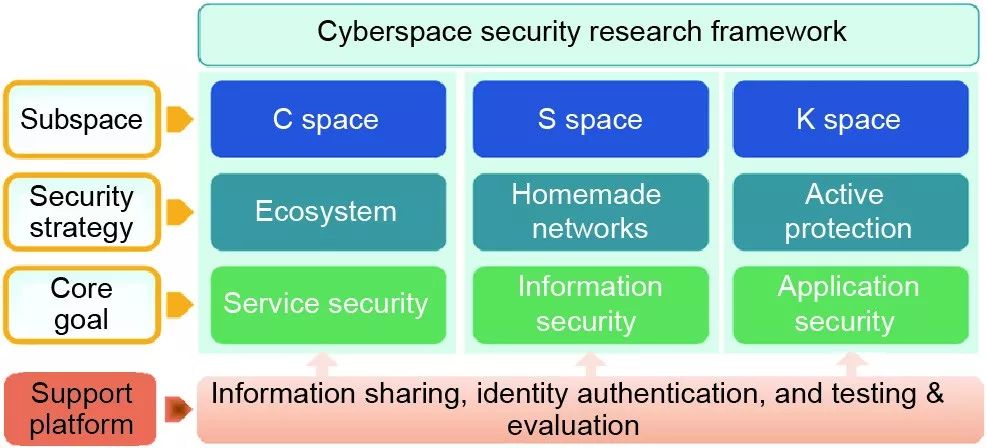 Cyberspace security research framework
Subspace
C space
S space
K space
Security
strategy
Ecosystem
Homemade
networks
Active
protection
Core
goal
Service security
Information
security
Application
security
Support
platform
Information sharing, identity authentication, and testing &
evaluation